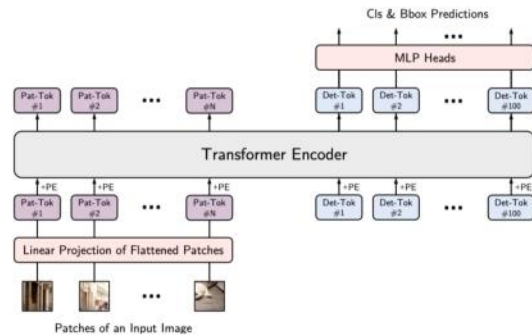 Cls & Bbox Predictions
MLP Heads
Pat-Tok #1 Pat-Tok #2 ... Pat-Tok #N Det-Tok #1 Det-Tok #2 ... Det-Tok #100
Transformer Encoder
+PE +PE +PE +PE +PE +PE
Pat-Tok #1 Pat-Tok #2 ... Pat-Tok #N Det-Tok #1 Det-Tok #2 ... Det-Tok #100
Linear Projection of Flattened Patches
Patches of an Input Image